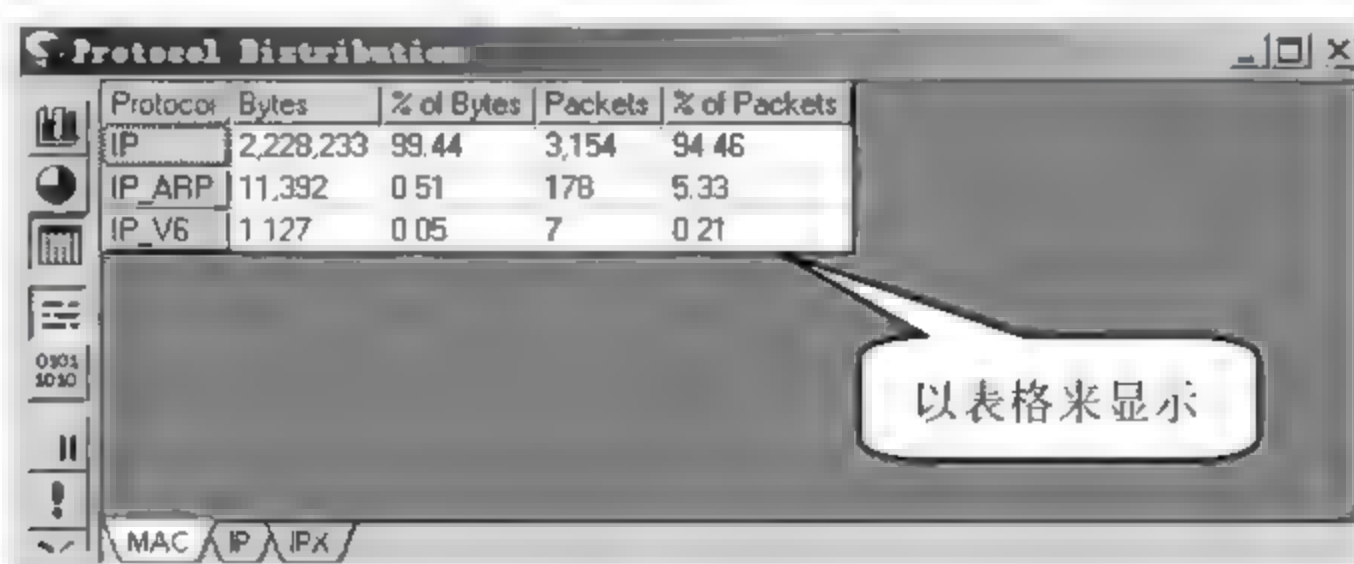 Protocol Distribution
Protocol Bytes % of Bytes Packets % of Packets
IP 2,228,233 99.44 3,154 94.46
IP_ARP 11,392 0.51 178 5.33
IP_V6 1,127 0.05 7 0.21
以表格来显示
0101
1010
MAC IP IPX